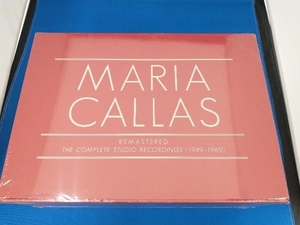 MARIA
CALLAS
REMASTERED
THE COMPLETE STUDIO RECORDINGS (1949-1969)